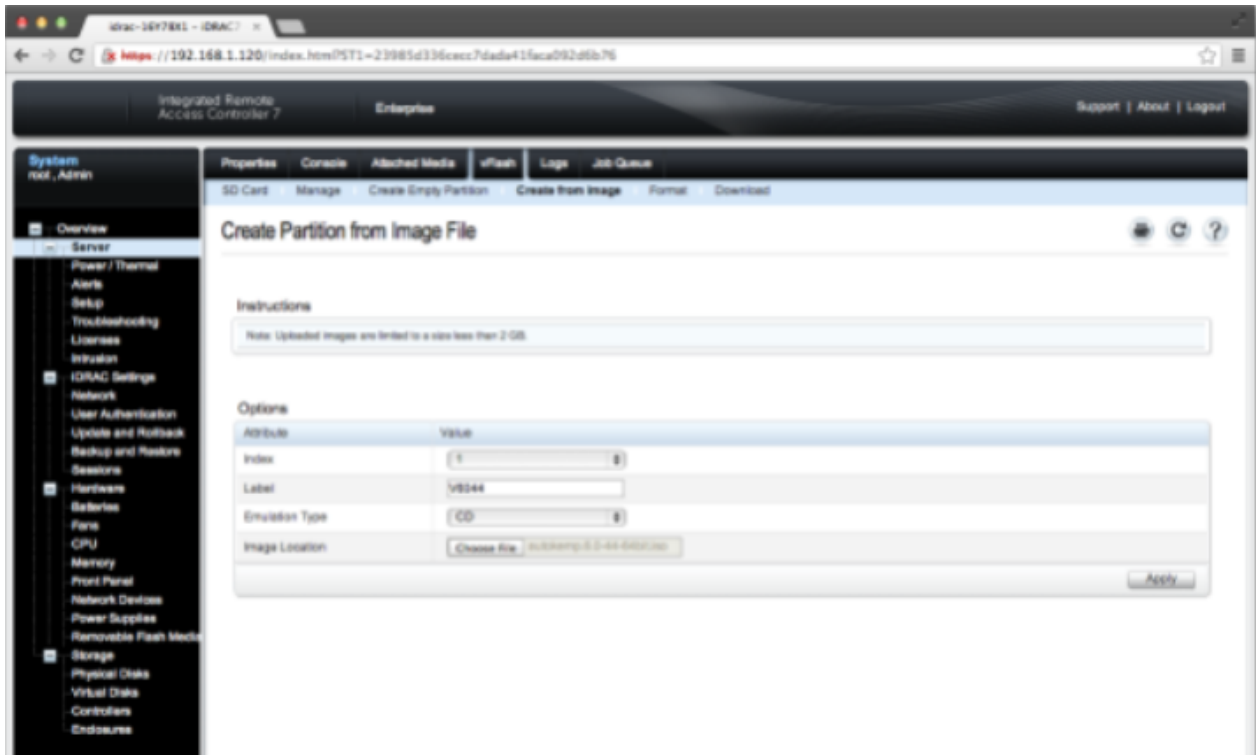 idrac-16Y78X1 - iDRAC7
https://192.168.1.120/index.html?ST1=
Integrated Remote
Access Controller 7
Enterprise
Support | About | Logout
System
root , Admin
Properties Console Attached Media vFlash Logs Job Queue
SD Card Manage Create Empty Partition Create from Image Format Download
Overview
Server
Power / Thermal
Alerts
Setup
Troubleshooting
Licenses
Intrusion
iDRAC Settings
Network
User Authentication
Update and Rollback
Backup and Restore
Sessions
Hardware
Batteries
Fans
CPU
Memory
Front Panel
Network Devices
Power Supplies
Removable Flash Media
Storage
Physical Disks
Virtual Disks
Controllers
Enclosures
Create Partition from Image File
Instructions
Note: Uploaded images are limited to a size less than 2 GB.
Options
Attribute Value
Index 1
Label V6044
Emulation Type CD
Image Location Choose File
Apply